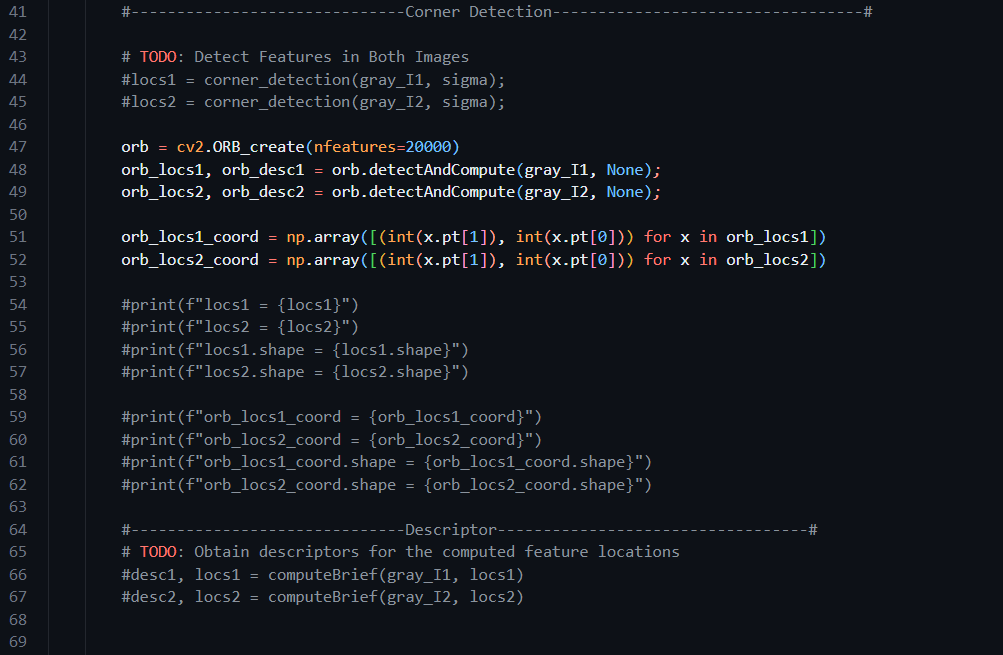 41 #------------------------------Corner Detection----------------------------------#
42
43 # TODO: Detect Features in Both Images
44 #locs1 = corner_detection(gray_I1, sigma);
45 #locs2 = corner_detection(gray_I2, sigma);
46
47 orb = cv2.ORB_create(nfeatures=20000)
48 orb_locs1, orb_desc1 = orb.detectAndCompute(gray_I1, None);
49 orb_locs2, orb_desc2 = orb.detectAndCompute(gray_I2, None);
50
51 orb_locs1_coord = np.array([(int(x.pt[1]), int(x.pt[0])) for x in orb_locs1])
52 orb_locs2_coord = np.array([(int(x.pt[1]), int(x.pt[0])) for x in orb_locs2])
53
54 #print(f"locs1 = {locs1}")
55 #print(f"locs2 = {locs2}")
56 #print(f"locs1.shape = {locs1.shape}")
57 #print(f"locs2.shape = {locs2.shape}")
58
59 #print(f"orb_locs1_coord = {orb_locs1_coord}")
60 #print(f"orb_locs2_coord = {orb_locs2_coord}")
61 #print(f"orb_locs1_coord.shape = {orb_locs1_coord.shape}")
62 #print(f"orb_locs2_coord.shape = {orb_locs2_coord.shape}")
63
64 #------------------------------Descriptor----------------------------------#
65 # TODO: Obtain descriptors for the computed feature locations
66 #desc1, locs1 = computeBrief(gray_I1, locs1)
67 #desc2, locs2 = computeBrief(gray_I2, locs2)
68
69